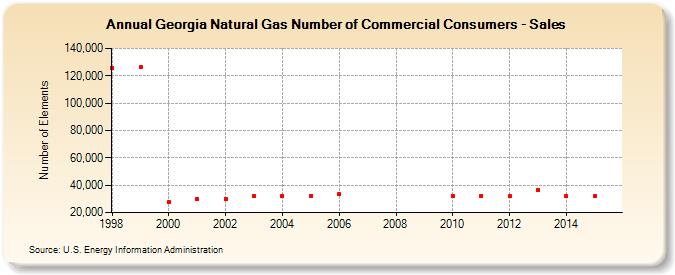 Annual Georgia Natural Gas Number of Commercial Consumers - Sales
Number of Elements
140,000
120,000
100,000
80,000
60,000
40,000
20,000
1998 2000 2002 2004 2006 2008 2010 2012 2014
Source: U.S. Energy Information Administration